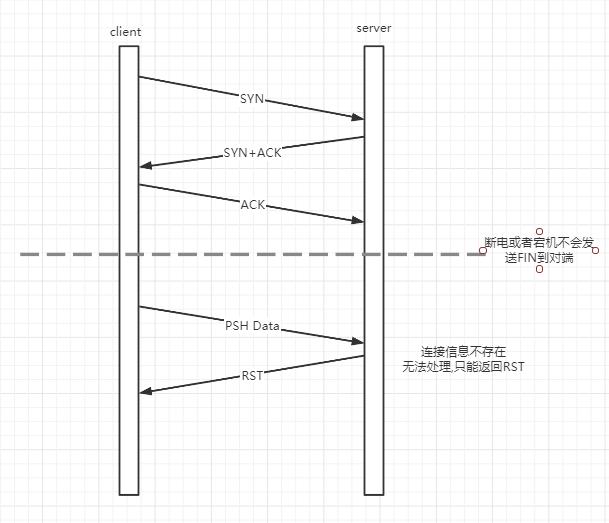 client
server
SYN
SYN+ACK
ACK
断电或者宕机不会发
送FIN到对端
PSH Data
连接信息不存在
无法处理,只能返回RST
RST